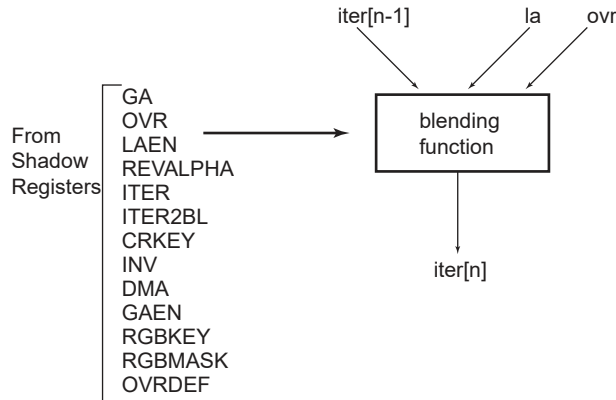 iter[n-1]
la
ovr
From
Shadow
Registers
GA
OVR
LAEN
REVALPHA
ITER
ITER2BL
CRKEY
INV
DMA
GAEN
RGBKEY
RGBMASK
OVRDEF
blending
function
iter[n]